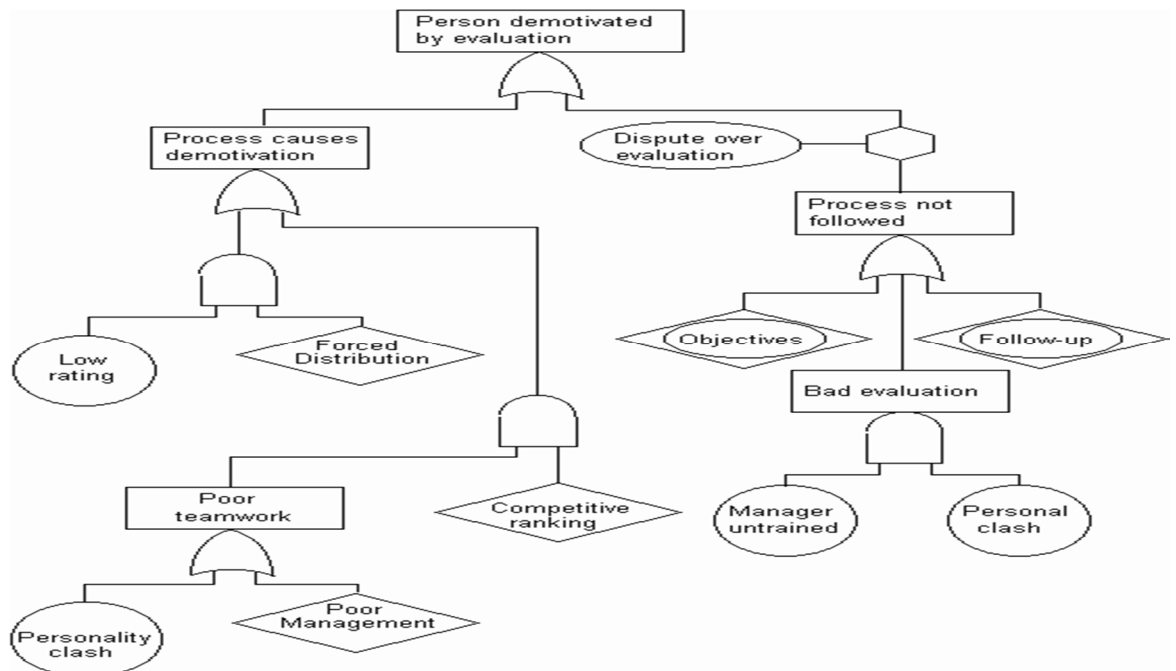 Person demotivated
by evaluation
Process causes
demotivation
Dispute over
evaluation
Process not
followed
Low
rating
Forced
Distribution
Objectives
Follow-up
Bad evaluation
Poor
teamwork
Competitive
ranking
Manager
untrained
Personal
clash
Personality
clash
Poor
Management